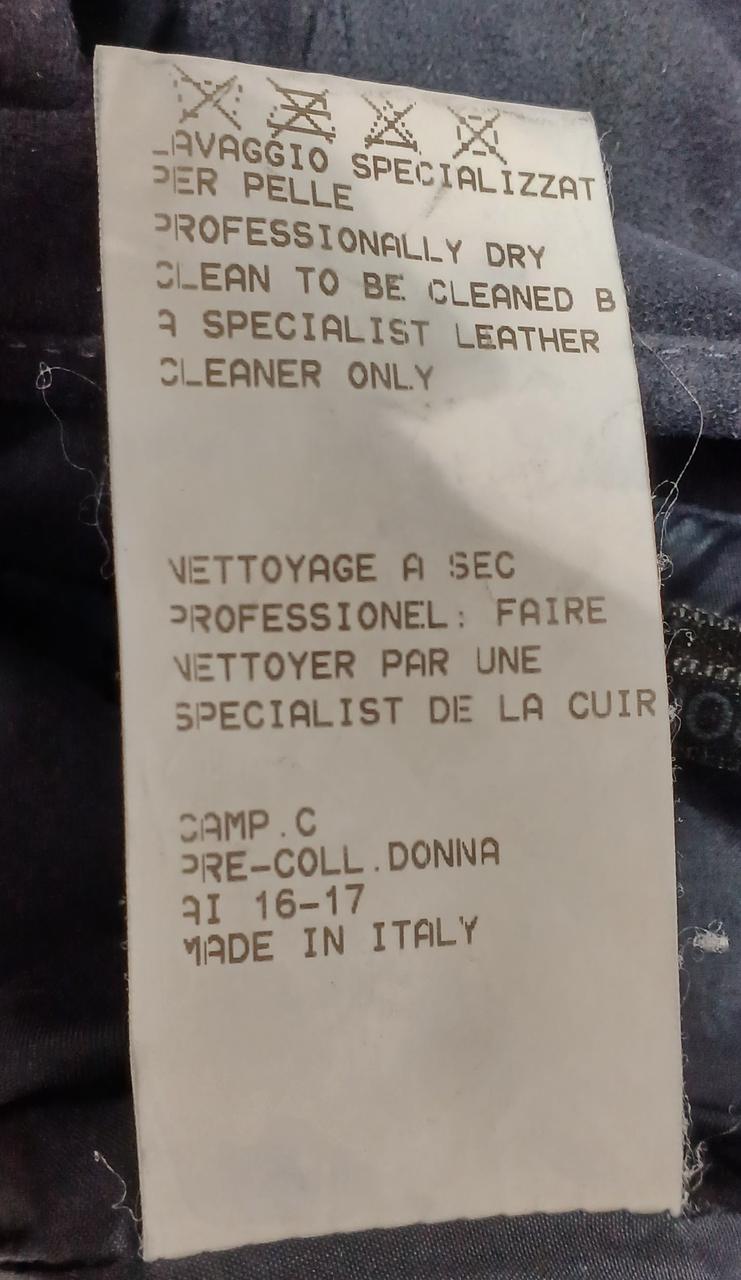 LAVAGGIO SPECIALIZZAT
PER PELLE
PROFESSIONALLY DRY
CLEAN TO BE CLEANED B
A SPECIALIST LEATHER
CLEANER ONLY
NETTOYAGE A SEC
PROFESSIONEL: FAIRE
NETTOYER PAR UNE
SPECIALIST DE LA CUIR
CAMP.C
PRE-COLL.DONNA
AI 16-17
MADE IN ITALY